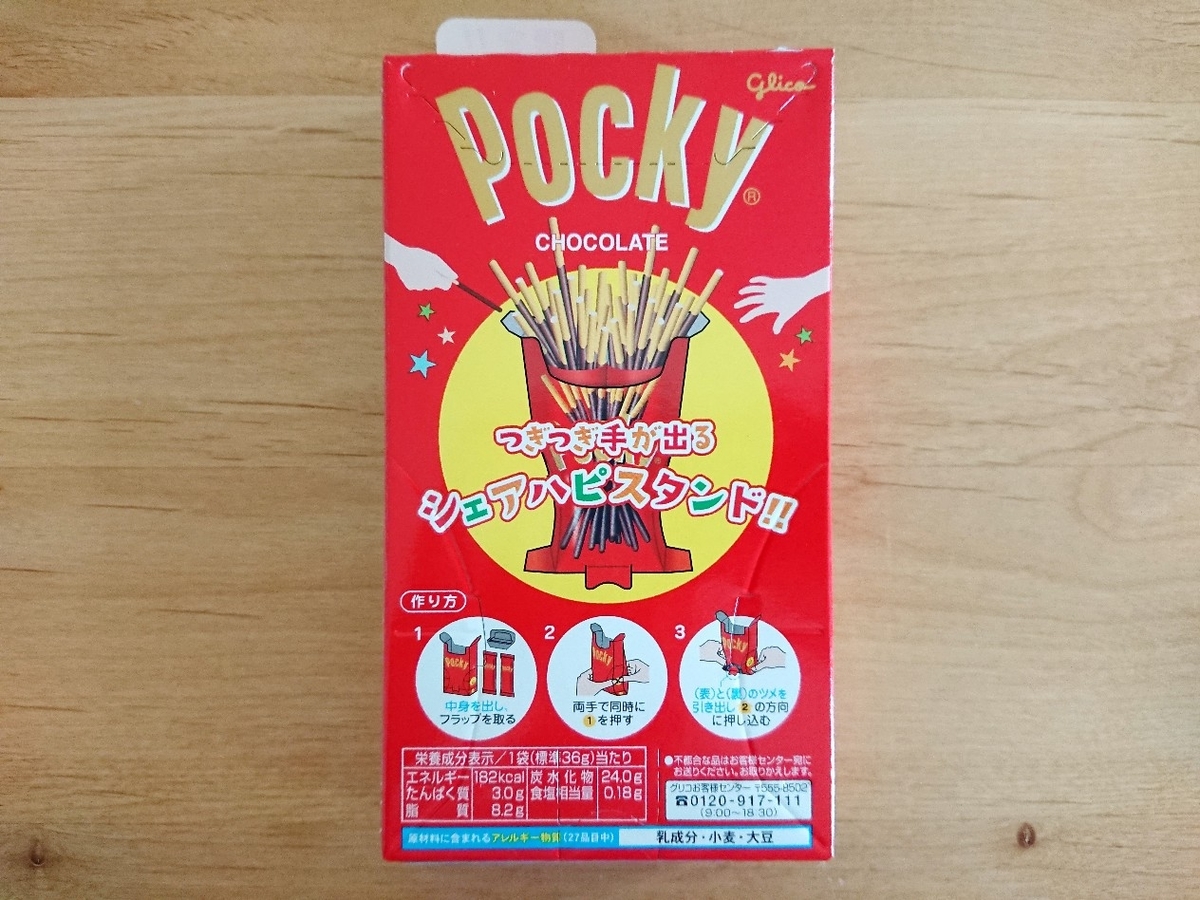 Pocky®
Glico
CHOCOLATE
つぎつぎ手が出る
シェアハピスタンド!!
作り方
1
中身を出し、
フラップを取る
2
両手で同時に
1を押す
3
(表)と(裏)のツメを
引き出し2の方向
に押し込む
栄養成分表示/1袋(標準36g)当たり
エネルギー 182kcal 炭水化物 24.0g
たんぱく質 3.0g 食塩相当量 0.18g
脂質 8.2g
●不都合な品はお客様センター宛に
お送りください。お取りかえします。
グリコお客様センター 〒555-8502
☎0120-917-111
(9:00~18:30)
原材料に含まれるアレルギー物質(27品目中) 乳成分・小麦・大豆